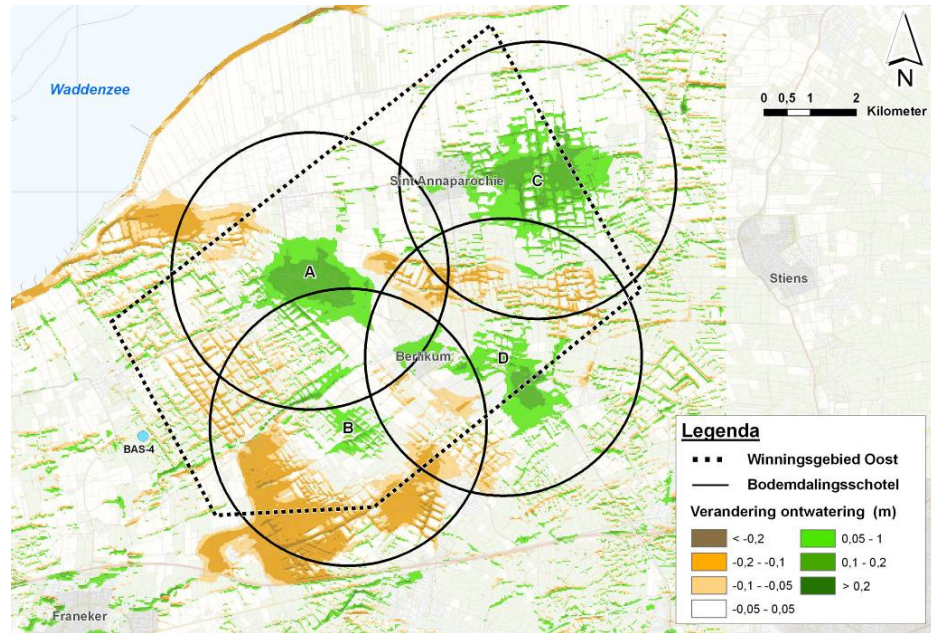 Waddenzee
N
0 0,5 1 2
Kilometer
Sint Annaparochie
C
A
Stiens
Berlikum
D
B
BAS-4
Franeker
Legenda
Winningsgebied Oost
Bodemdalingsschotel
Verandering ontwatering (m)
< -0,2 0,05 - 1
-0,2 - -0,1 0,1 - 0,2
-0,1 - -0,05 > 0,2
-0,05 - 0,05